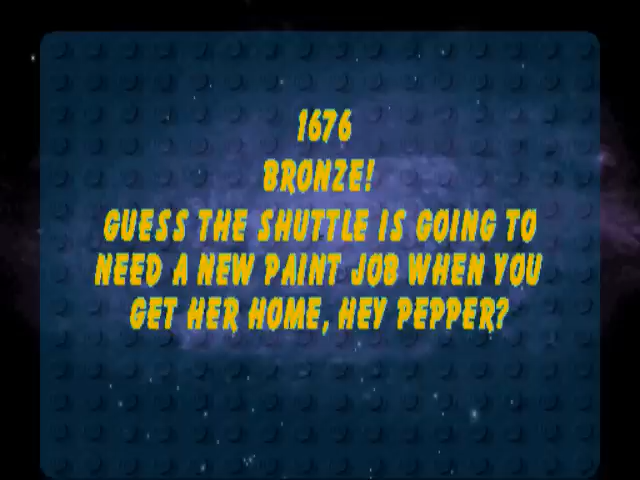 1676
BRONZE!
GUESS THE SHUTTLE IS GOING TO
NEED A NEW PAINT JOB WHEN YOU
GET HER HOME, HEY PEPPER?